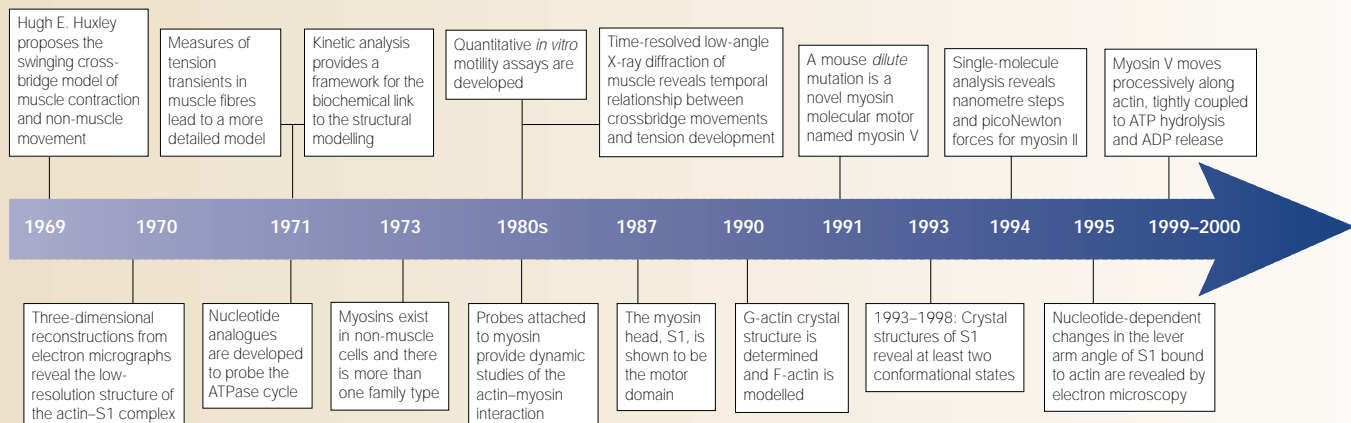 Hugh E. Huxley
proposes the
swinging cross-
bridge model of
muscle contraction
and non-muscle
movement
Measures of
tension
transients in
muscle fibres
lead to a more
detailed model
Kinetic analysis
provides a
framework for the
biochemical link
to the structural
modelling
Quantitative in vitro
motility assays are
developed
Time-resolved low-angle
X-ray diffraction of
muscle reveals temporal
relationship between
crossbridge movements
and tension development
A mouse dilute
mutation is a
novel myosin
molecular motor
named myosin V
Single-molecule
analysis reveals
nanometre steps
and picoNewton
forces for myosin II
Myosin V moves
processively along
actin, tightly coupled
to ATP hydrolysis
and ADP release
1969 1970 1971 1973 1980s 1987 1990 1991 1993 1994 1995 1999–2000
Three-dimensional
reconstructions from
electron micrographs
reveal the low-
resolution structure of
the actin–S1 complex
Nucleotide
analogues
are developed
to probe the
ATPase cycle
Myosins exist
in non-muscle
cells and there
is more than
one family type
Probes attached
to myosin
provide dynamic
studies of the
actin–myosin
interaction
The myosin
head, S1, is
shown to be
the motor
domain
G-actin crystal
structure is
determined
and F-actin is
modelled
1993–1998: Crystal
structures of S1
reveal at least two
conformational states
Nucleotide-dependent
changes in the lever
arm angle of S1 bound
to actin are revealed by
electron microscopy